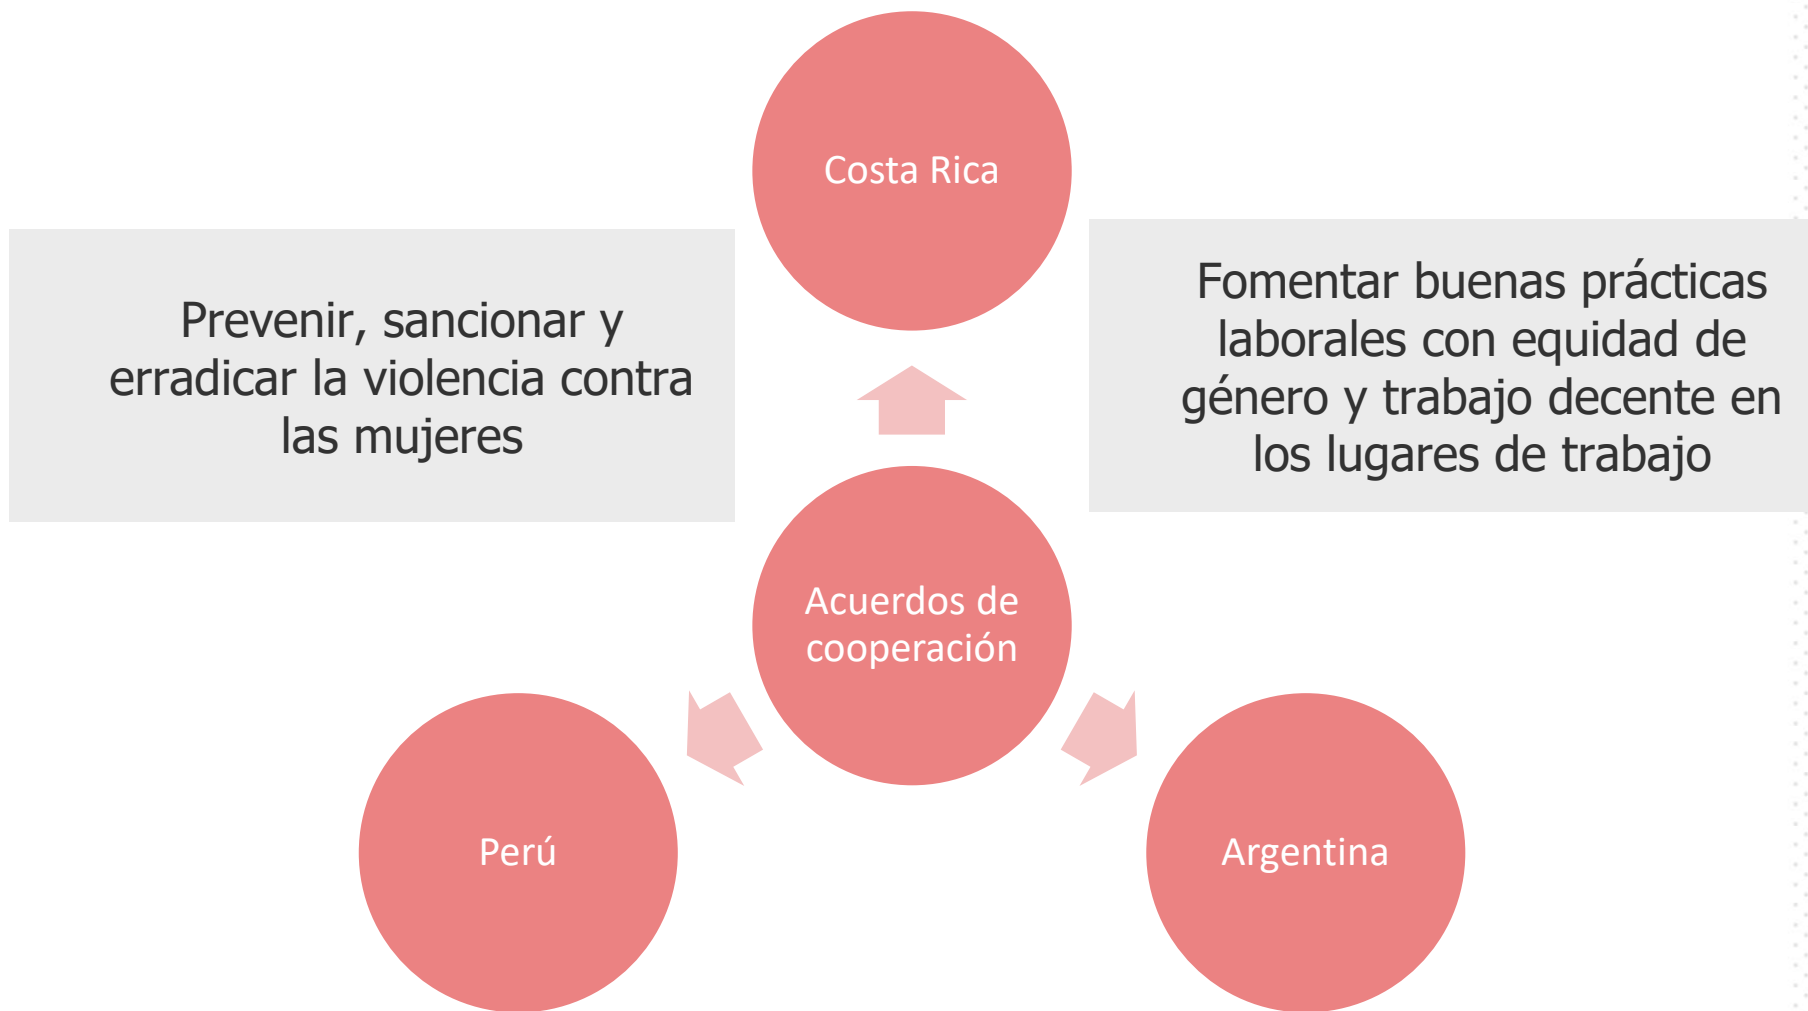 Costa Rica
Prevenir, sancionar y
erradicar la violencia contra
las mujeres
Fomentar buenas prácticas
laborales con equidad de
género y trabajo decente en
los lugares de trabajo
Acuerdos de
cooperación
Perú
Argentina